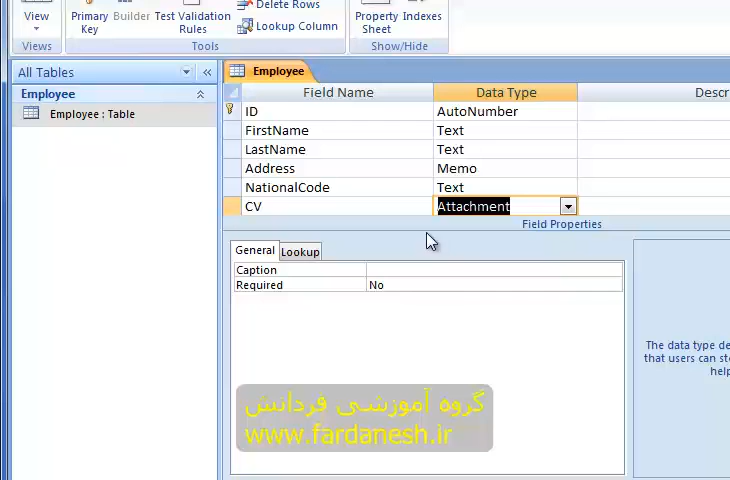 View
Primary Key
Builder
Test Validation Rules
Delete Rows
Lookup Column
Property Sheet
Indexes
Views
Tools
Show/Hide
All Tables
Employee
Employee : Table
Employee
Field Name
Data Type
Descr
ID
AutoNumber
FirstName
Text
LastName
Text
Address
Memo
NationalCode
Text
CV
Attachment
Field Properties
General
Lookup
Caption
Required
No
The data type de
that users can st
help
گروه آموزشی فردانش
www.fardanesh.ir